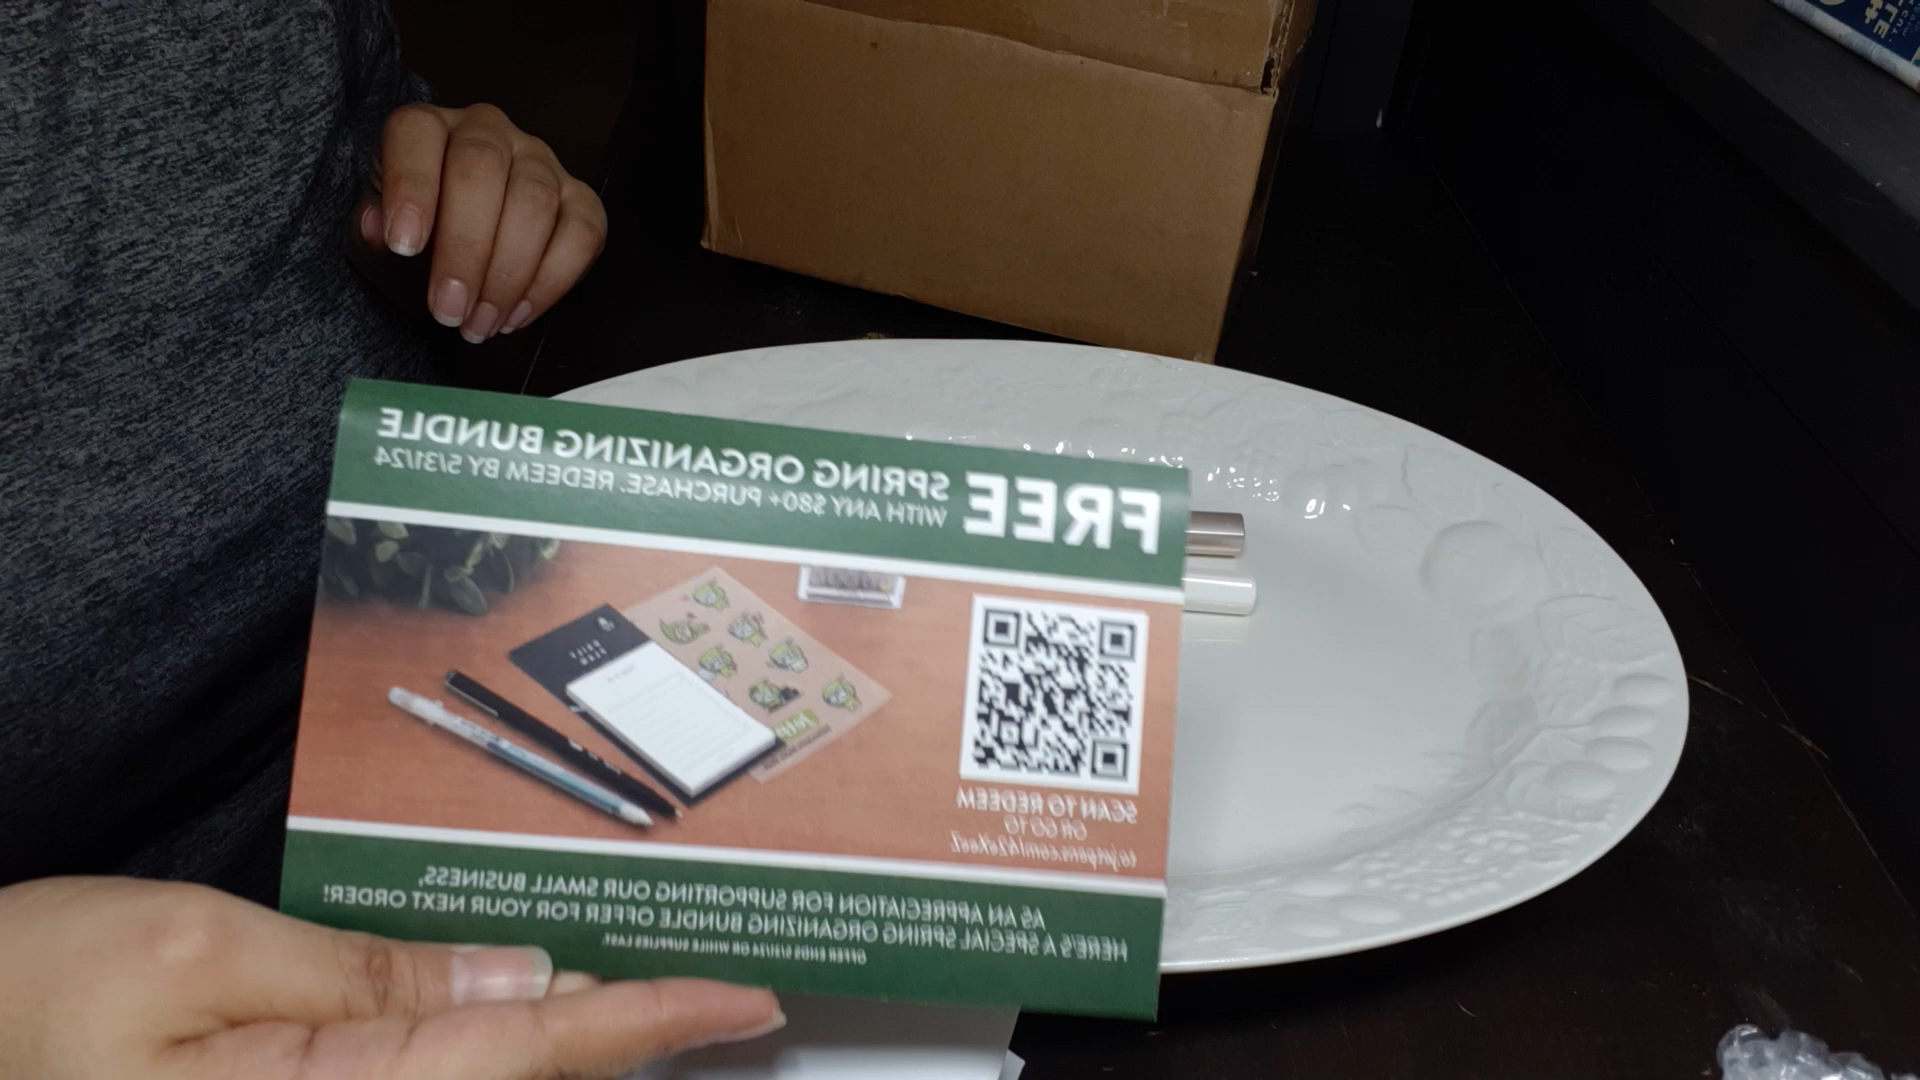 FREE SPRING ORGANIZING BUNDLE
WITH ANY $80+ PURCHASE. REDEEM BY 5/31/24
DAILY
PLAN
SCAN TO REDEEM
OR GO TO
AS AN APPRECIATION FOR SUPPORTING OUR SMALL BUSINESS,
HERE'S A SPECIAL SPRING ORGANIZING BUNDLE OFFER FOR YOUR NEXT ORDER!
OFFER ENDS 5/31/24 OR WHILE SUPPLIES LAST.